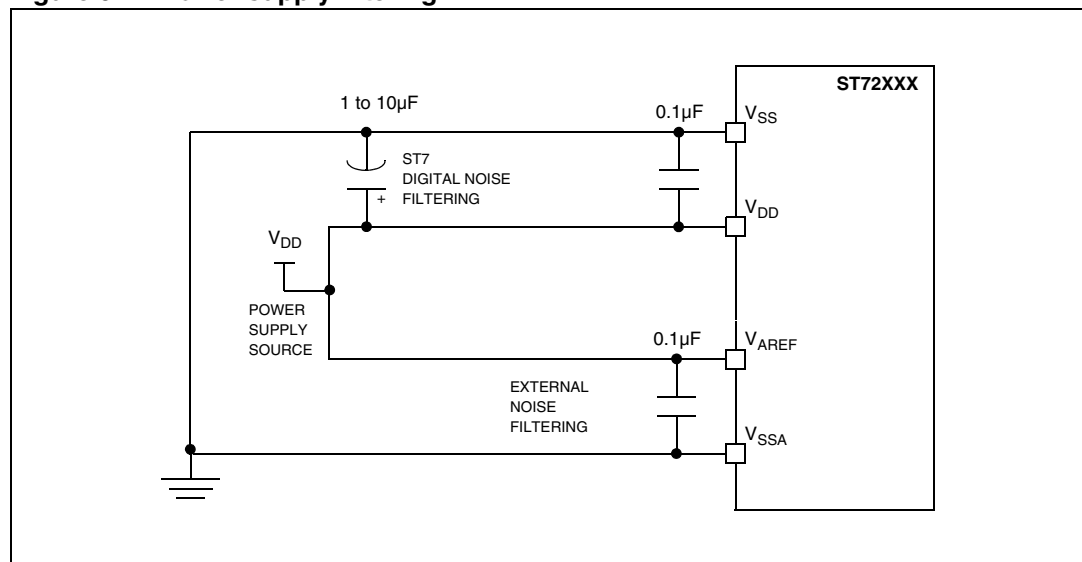 ST72XXX
1 to 10µF
0.1µF
VSS
ST7
DIGITAL NOISE
+ FILTERING
VDD
VDD
POWER
SUPPLY
SOURCE
0.1µF
VAREF
EXTERNAL
NOISE
FILTERING
VSSA